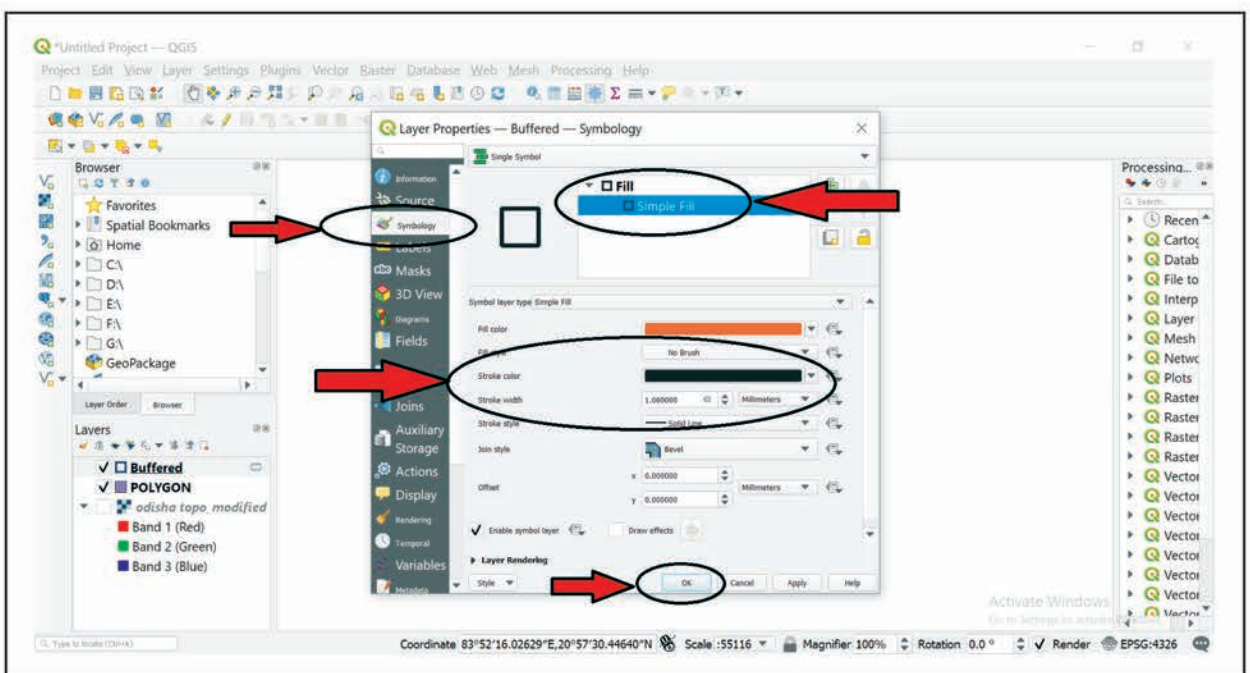 *Untitled Project — QGIS
Project Edit View Layer Settings Plugins Vector Raster Database Web Mesh Processing Help
Browser
Favorites
Spatial Bookmarks
Home
C:\
D:\
E:\
F:\
G:\
GeoPackage
Layer Order
Browser
Layers
Buffered
POLYGON
odisha topo_modified
Band 1 (Red)
Band 2 (Green)
Band 3 (Blue)
Layer Properties — Buffered — Symbology
Information
Source
Symbology
Labels
abc Masks
3D View
Diagrams
Fields
Joins
Auxiliary
Storage
Actions
Display
Rendering
Temporal
Variables
Metadata
Single Symbol
Fill
Simple Fill
Symbol layer type Simple Fill
Fill color
Fill style No Brush
Stroke color
Stroke width 1.000000 Millimeters
Stroke style Solid Line
Join style Bevel
Offset
x 0.000000
y 0.000000
Millimeters
Enable symbol layer
Draw effects
Layer Rendering
Style
OK
Cancel
Apply
Help
Processing...
Search...
Recen
Cartog
Datab
File to
Interp
Layer
Mesh
Netwo
Plots
Raster
Raster
Raster
Raster
Vector
Vector
Vector
Vector
Vector
Vector
Vector
Vector
Activate Windows
Go to Settings to activate
Type to locate (Ctrl+K)
Coordinate 83°52'16.02629"E,20°57'30.44640"N Scale :55116 Magnifier 100% Rotation 0.0 ° Render EPSG:4326